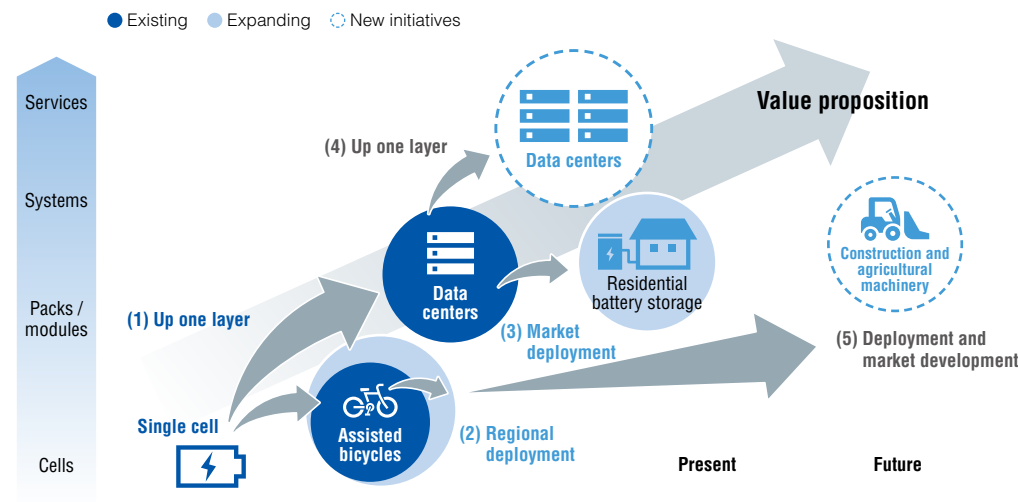 Existing
Expanding
New initiatives
Services
Systems
Packs /
modules
Cells
Value proposition
(4) Up one layer
Data centers
(1) Up one layer
Data
centers
Residential
battery storage
(3) Market
deployment
Construction and
agricultural
machinery
(5) Deployment and
market development
Single cell
Assisted
bicycles
(2) Regional
deployment
Present
Future